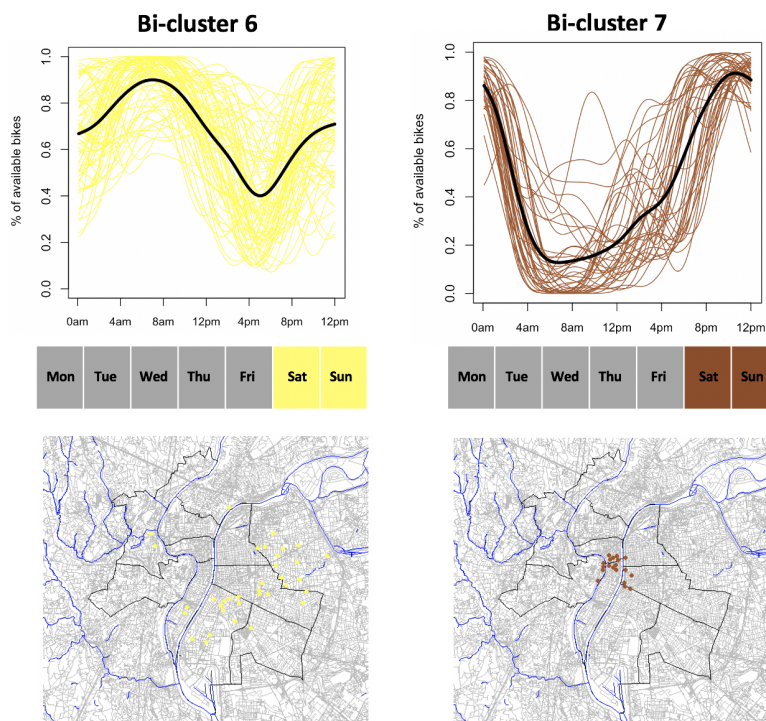 Bi-cluster 6
% of available bikes
1.0
0.8
0.6
0.4
0.2
0.0
0am 4am 8am 12pm 4pm 8pm 12pm
Mon Tue Wed Thu Fri Sat Sun
Bi-cluster 7
% of available bikes
1.0
0.8
0.6
0.4
0.2
0.0
0am 4am 8am 12pm 4pm 8pm 12pm
Mon Tue Wed Thu Fri Sat Sun